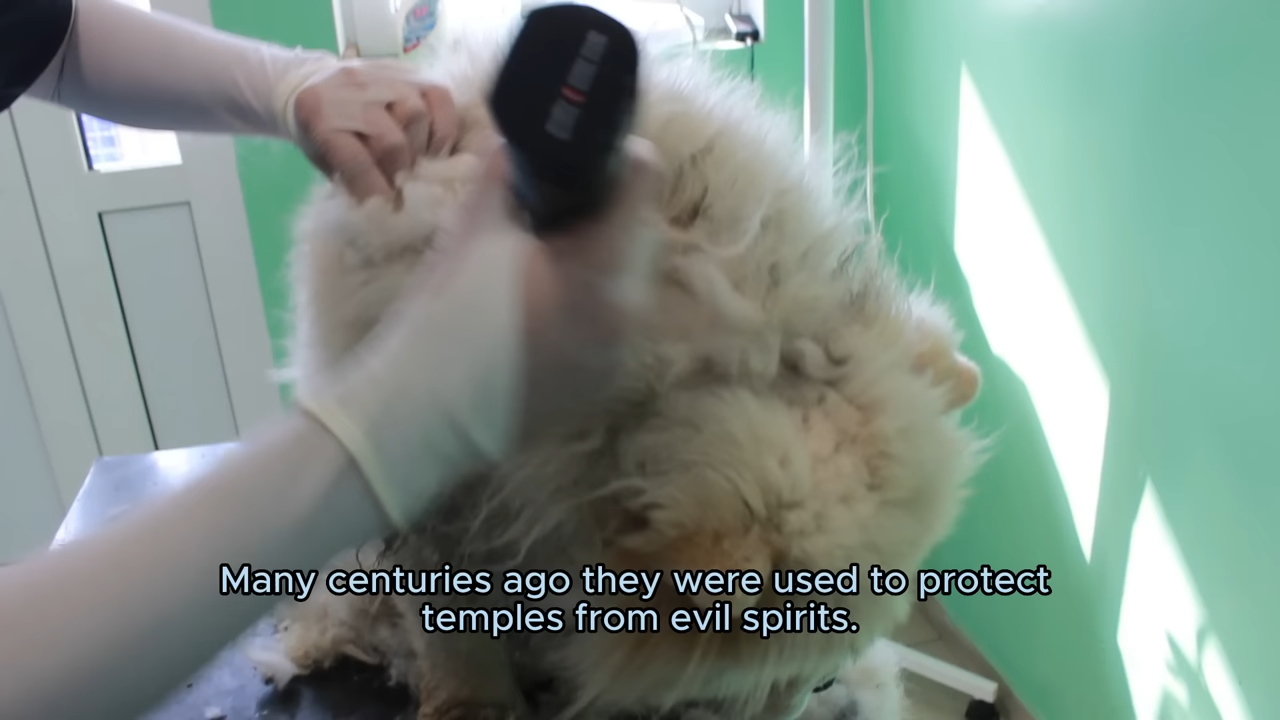 Many centuries ago they were used to protect
temples from evil spirits.